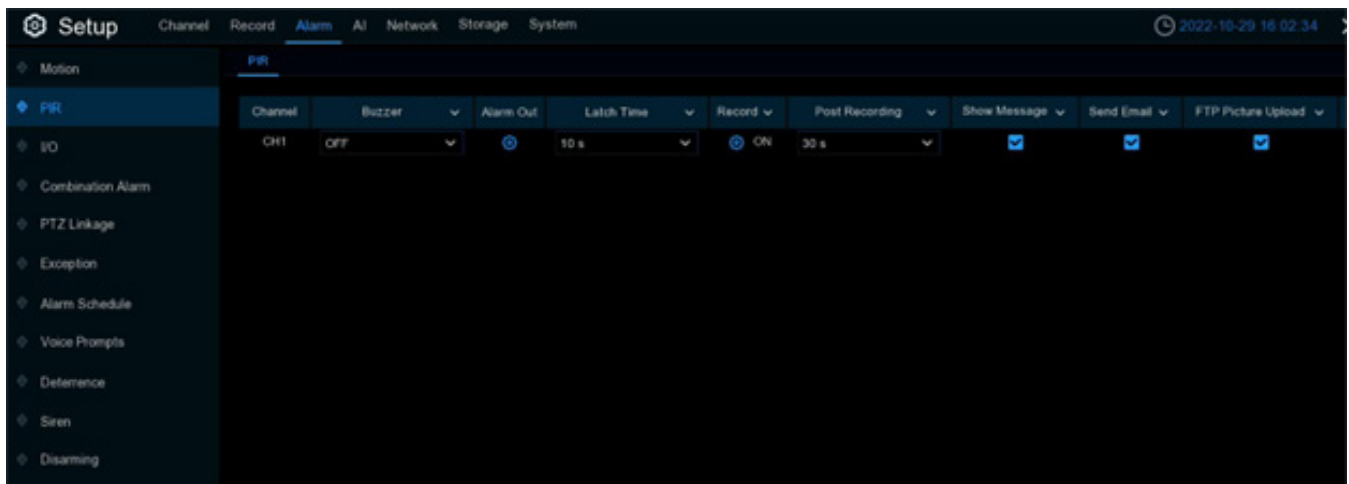 Setup Channel Record Alarm AI Network Storage System 2022-10-29 16:02:34
Motion
PIR
PIR
Channel Buzzer Alarm Out Latch Time Record Post Recording Show Message Send Email FTP Picture Upload
CH1 OFF 10 s ON 30 s
I/O
Combination Alarm
PTZ Linkage
Exception
Alarm Schedule
Voice Prompts
Deterrence
Siren
Disarming